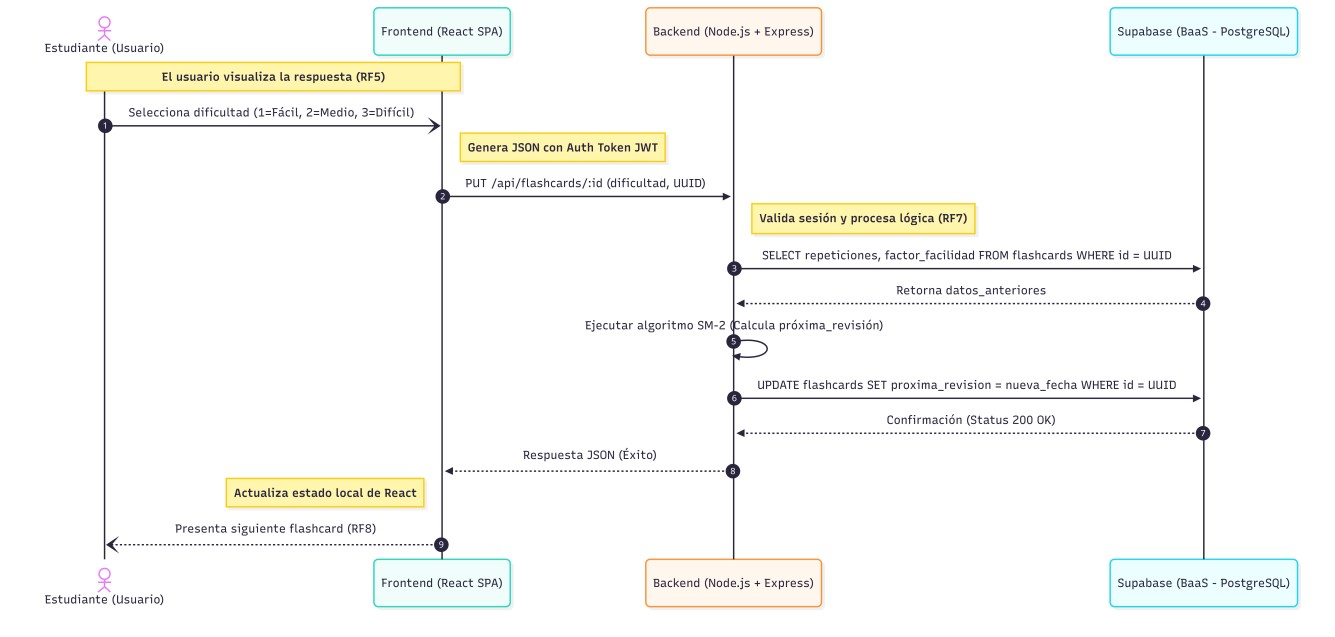 Estudiante (Usuario)
Frontend (React SPA)
Backend (Node.js + Express)
Supabase (BaaS - PostgreSQL)
El usuario visualiza la respuesta (RF5)
Selecciona dificultad (1=Fácil, 2=Medio, 3=Difícil)
1
Genera JSON con Auth Token JWT
PUT /api/flashcards/:id (dificultad, UUID)
2
Valida sesión y procesa lógica (RF7)
SELECT repeticiones, factor_facilidad FROM flashcards WHERE id = UUID
3
Retorna datos_anteriores
4
Ejecutar algoritmo SM-2 (Calcula próxima_revisión)
5
UPDATE flashcards SET proxima_revision = nueva_fecha WHERE id = UUID
6
Confirmación (Status 200 OK)
7
Respuesta JSON (Éxito)
8
Actualiza estado local de React
Presenta siguiente flashcard (RF8)
9
Estudiante (Usuario)
Frontend (React SPA)
Backend (Node.js + Express)
Supabase (BaaS - PostgreSQL)